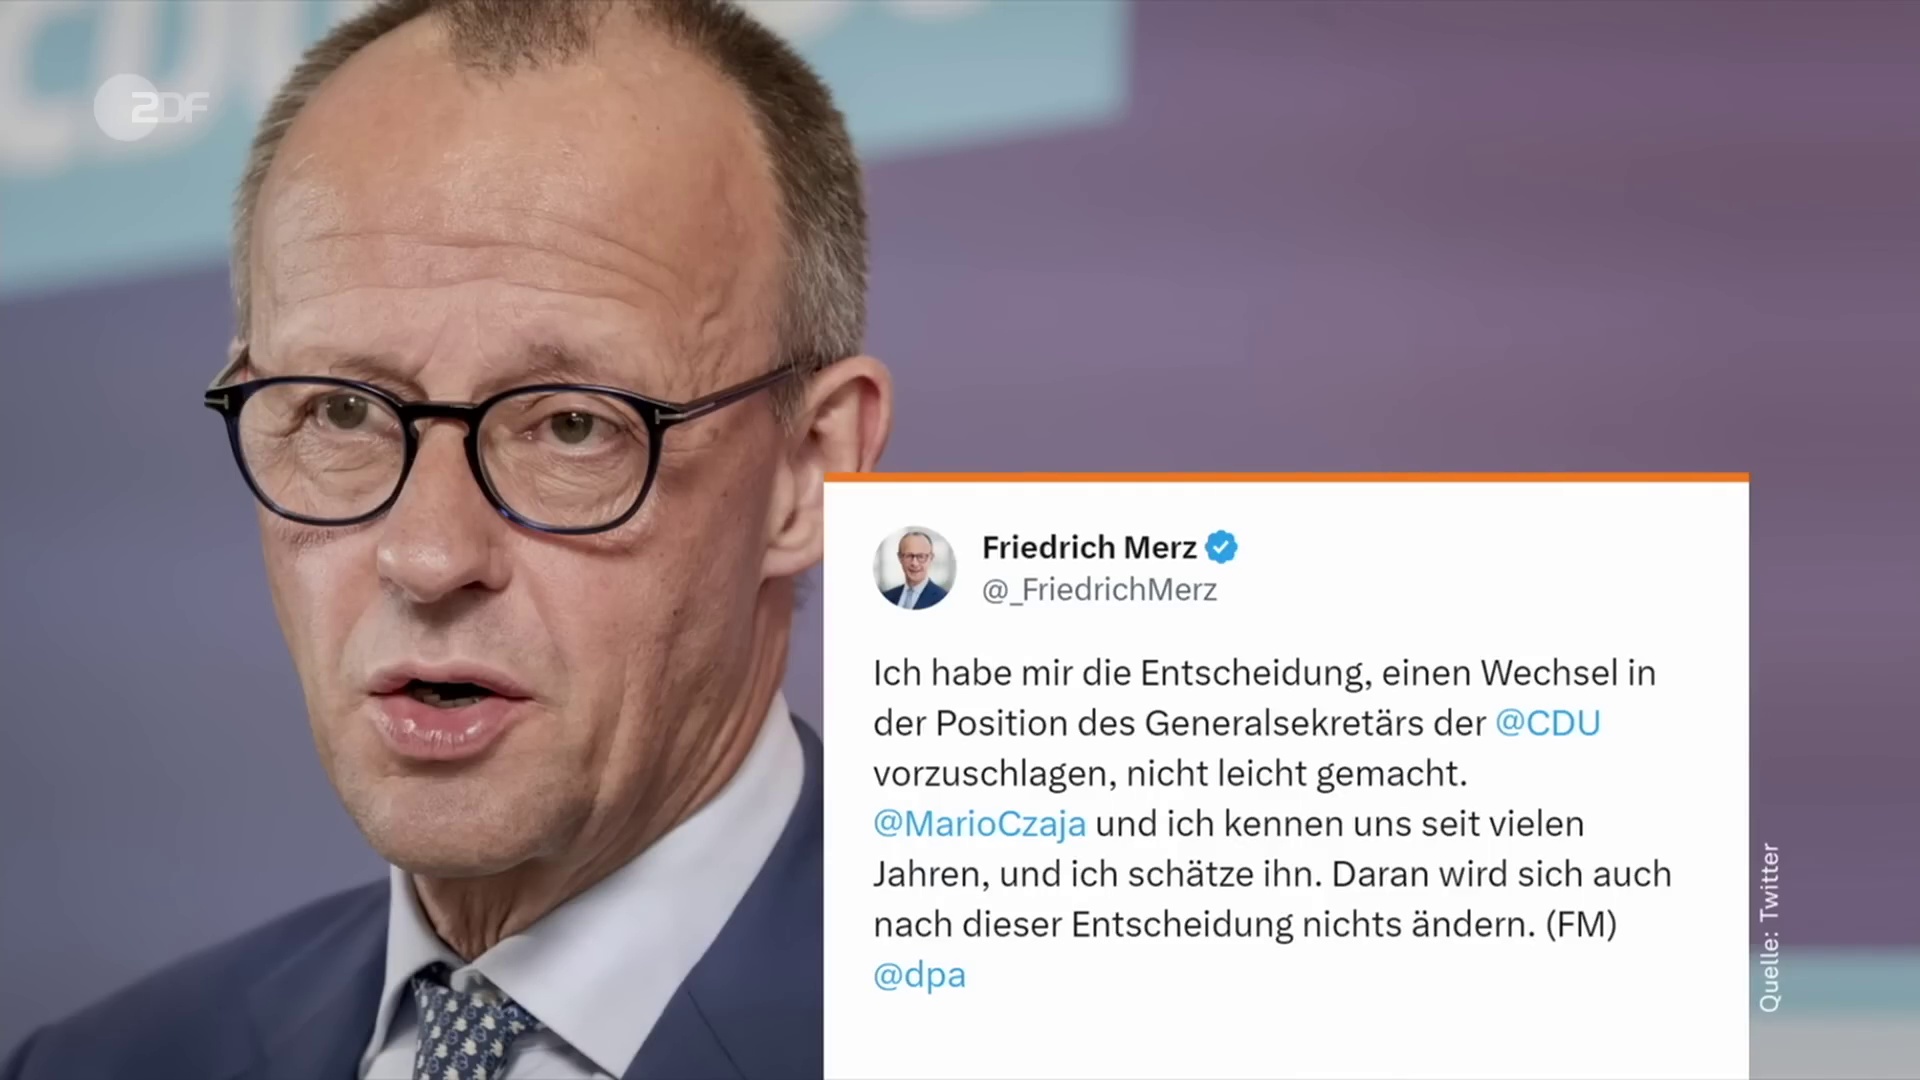 ZDF
Friedrich Merz
@_FriedrichMerz
Ich habe mir die Entscheidung, einen Wechsel in
der Position des Generalsekretärs der @CDU
vorzuschlagen, nicht leicht gemacht.
@MarioCzaja und ich kennen uns seit vielen
Jahren, und ich schätze ihn. Daran wird sich auch
nach dieser Entscheidung nichts ändern. (FM)
@dpa
Quelle: Twitter